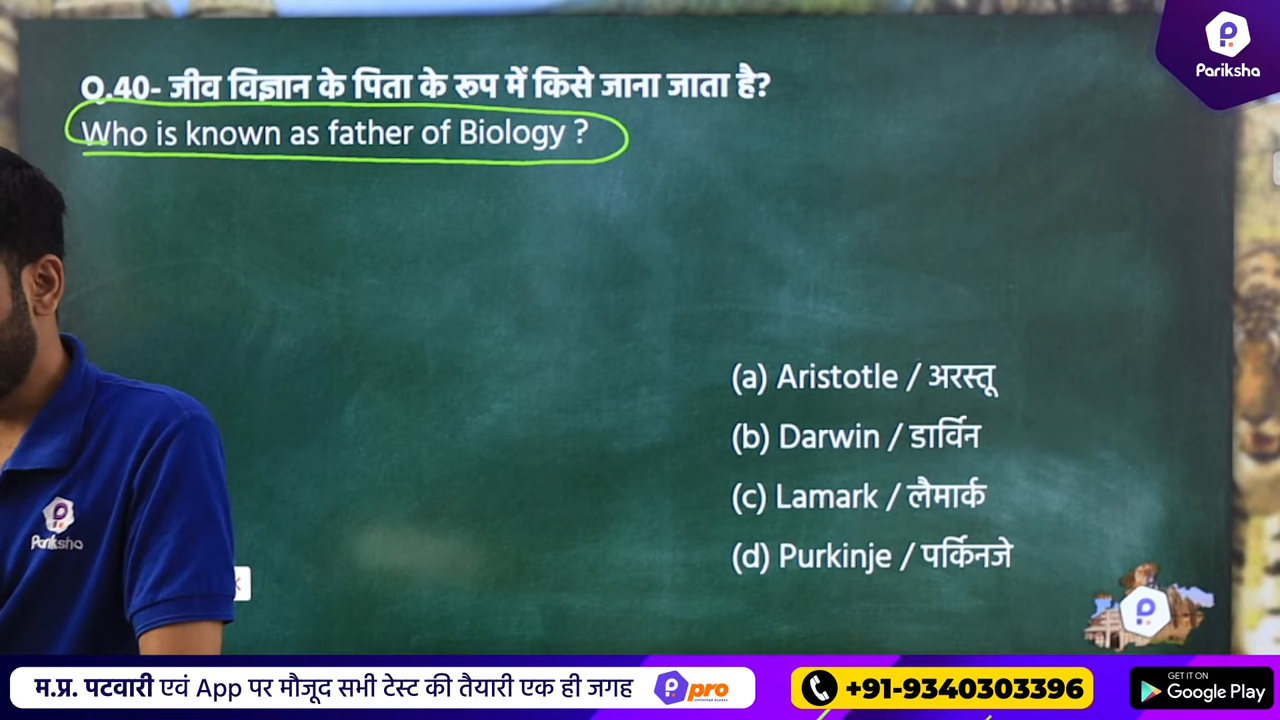 Pariksha
Q.40- जीव विज्ञान के पिता के रूप में किसे जाना जाता है?
Who is known as father of Biology ?
(a) Aristotle / अरस्तू
(b) Darwin / डार्विन
(c) Lamark / लैमार्क
(d) Purkinje / पर्किनजे
Pariksha
म.प्र. पटवारी एवं App पर मौजूद सभी टेस्ट की तैयारी एक ही जगह
pro
+91-9340303396
GET IT ON
Google Play